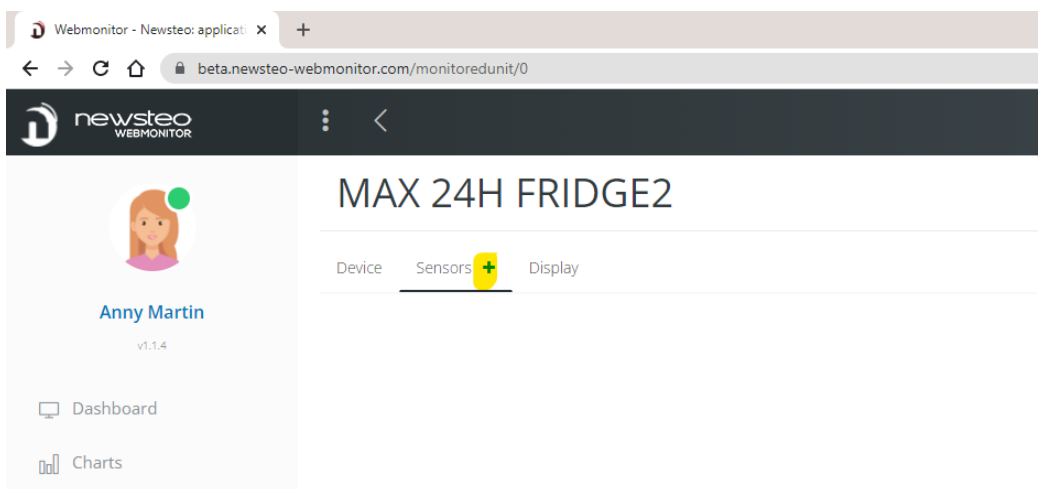 Webmonitor - Newsteo: applicati
beta.newsteo-webmonitor.com/monitoredunit/0
newsteo
WEBMONITOR
MAX 24H FRIDGE2
Device Sensors + Display
Anny Martin
v1.1.4
Dashboard
Charts